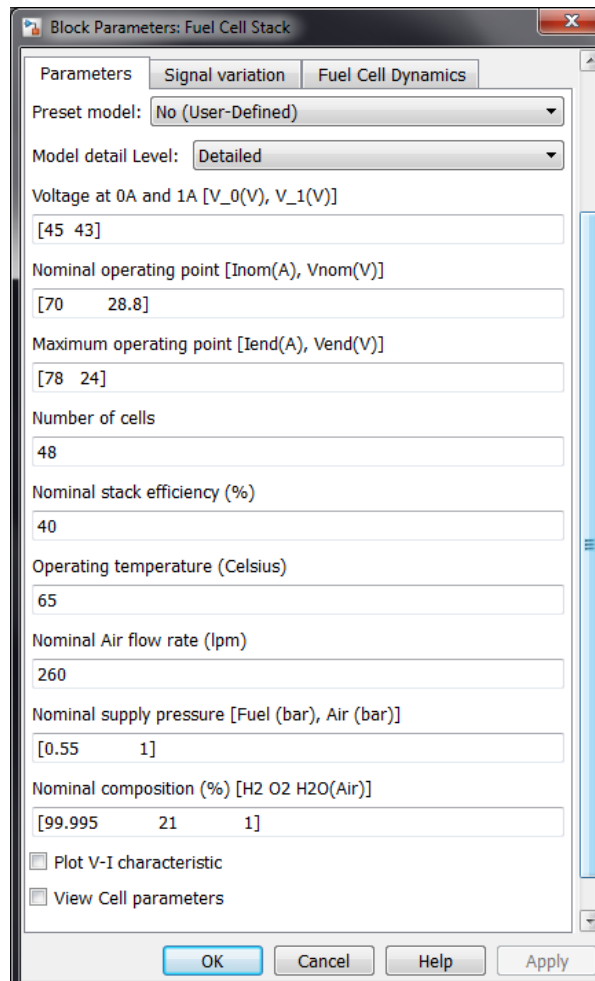 Block Parameters: Fuel Cell Stack
Parameters Signal variation Fuel Cell Dynamics
Preset model: No (User-Defined)
Model detail Level: Detailed
Voltage at 0A and 1A [V_0(V), V_1(V)]
[45 43]
Nominal operating point [Inom(A), Vnom(V)]
[70 28.8]
Maximum operating point [Iend(A), Vend(V)]
[78 24]
Number of cells
48
Nominal stack efficiency (%)
40
Operating temperature (Celsius)
65
Nominal Air flow rate (lpm)
260
Nominal supply pressure [Fuel (bar), Air (bar)]
[0.55 1]
Nominal composition (%) [H2 O2 H2O(Air)]
[99.995 21 1]
Plot V-I characteristic
View Cell parameters
OK Cancel Help Apply